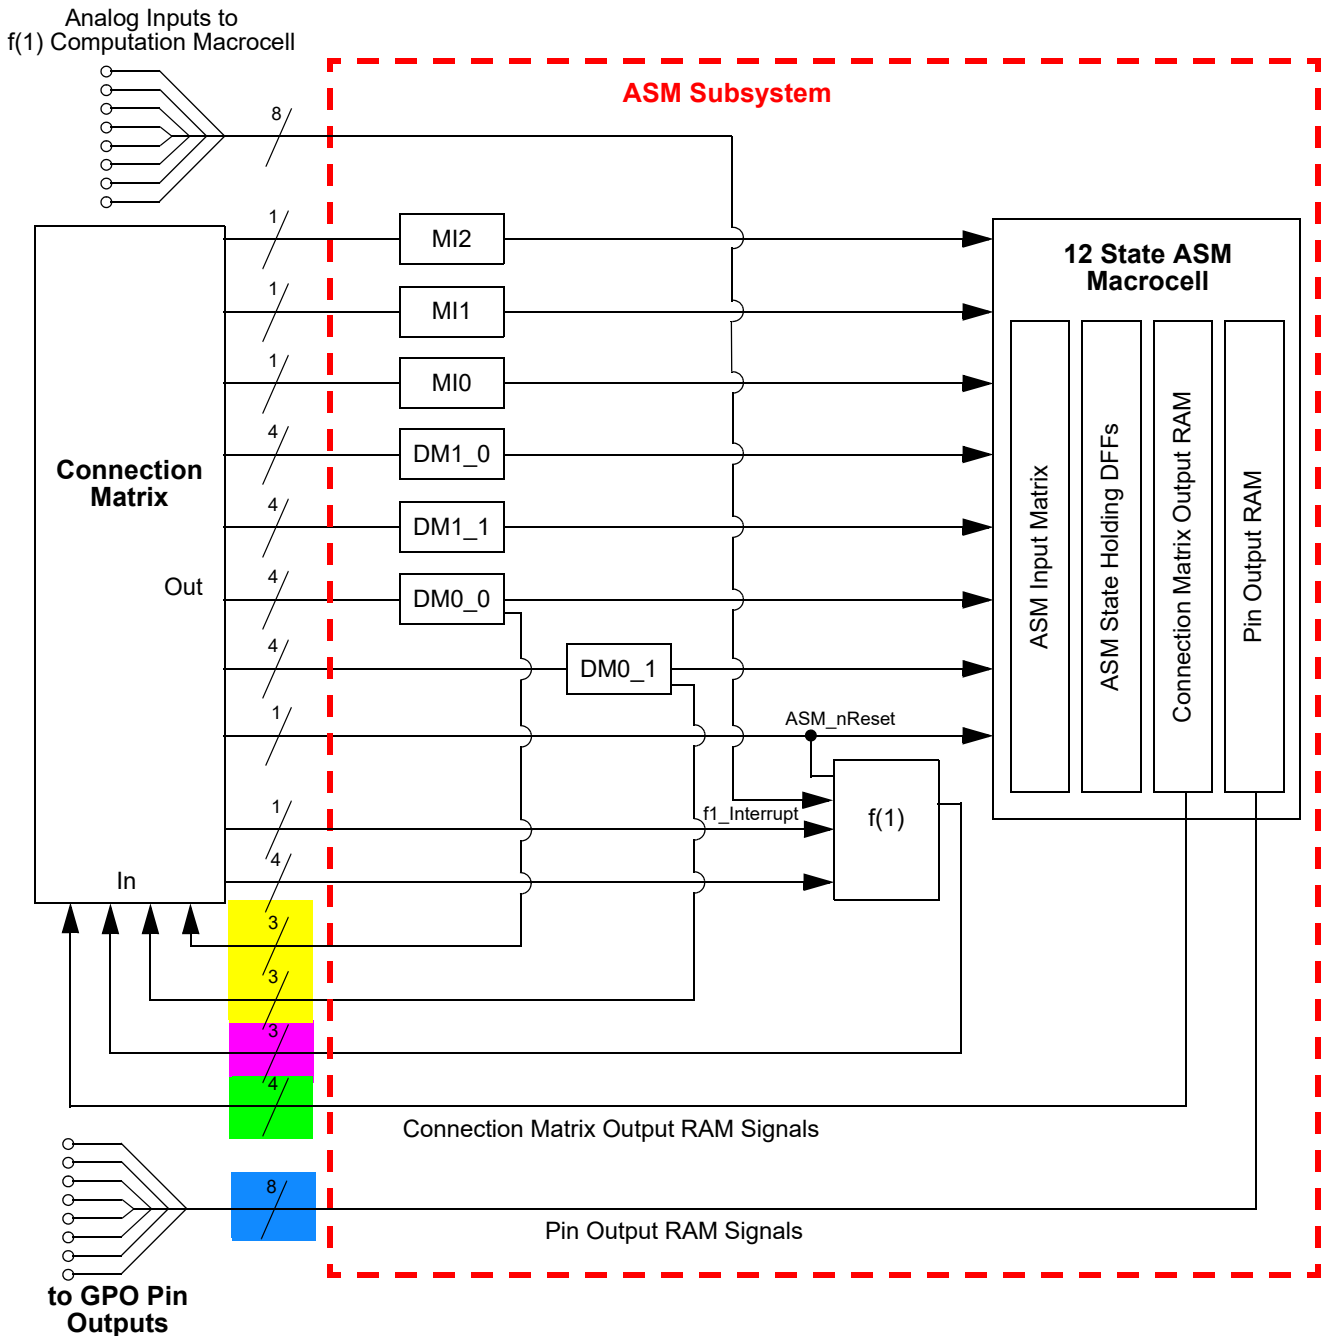 Analog Inputs to
f(1) Computation Macrocell
ASM Subsystem
8
1
MI2
12 State ASM
Macrocell
1
MI1
1
MI0
4
DM1_0
Connection
Matrix
4
DM1_1
Out
4
DM0_0
4
DM0_1
1
ASM_nReset
1
f1_Interrupt
f(1)
4
In
ASM Input Matrix
ASM State Holding DFFs
Connection Matrix Output RAM
Pin Output RAM
3
3
3
4
Connection Matrix Output RAM Signals
8
Pin Output RAM Signals
to GPO Pin
Outputs